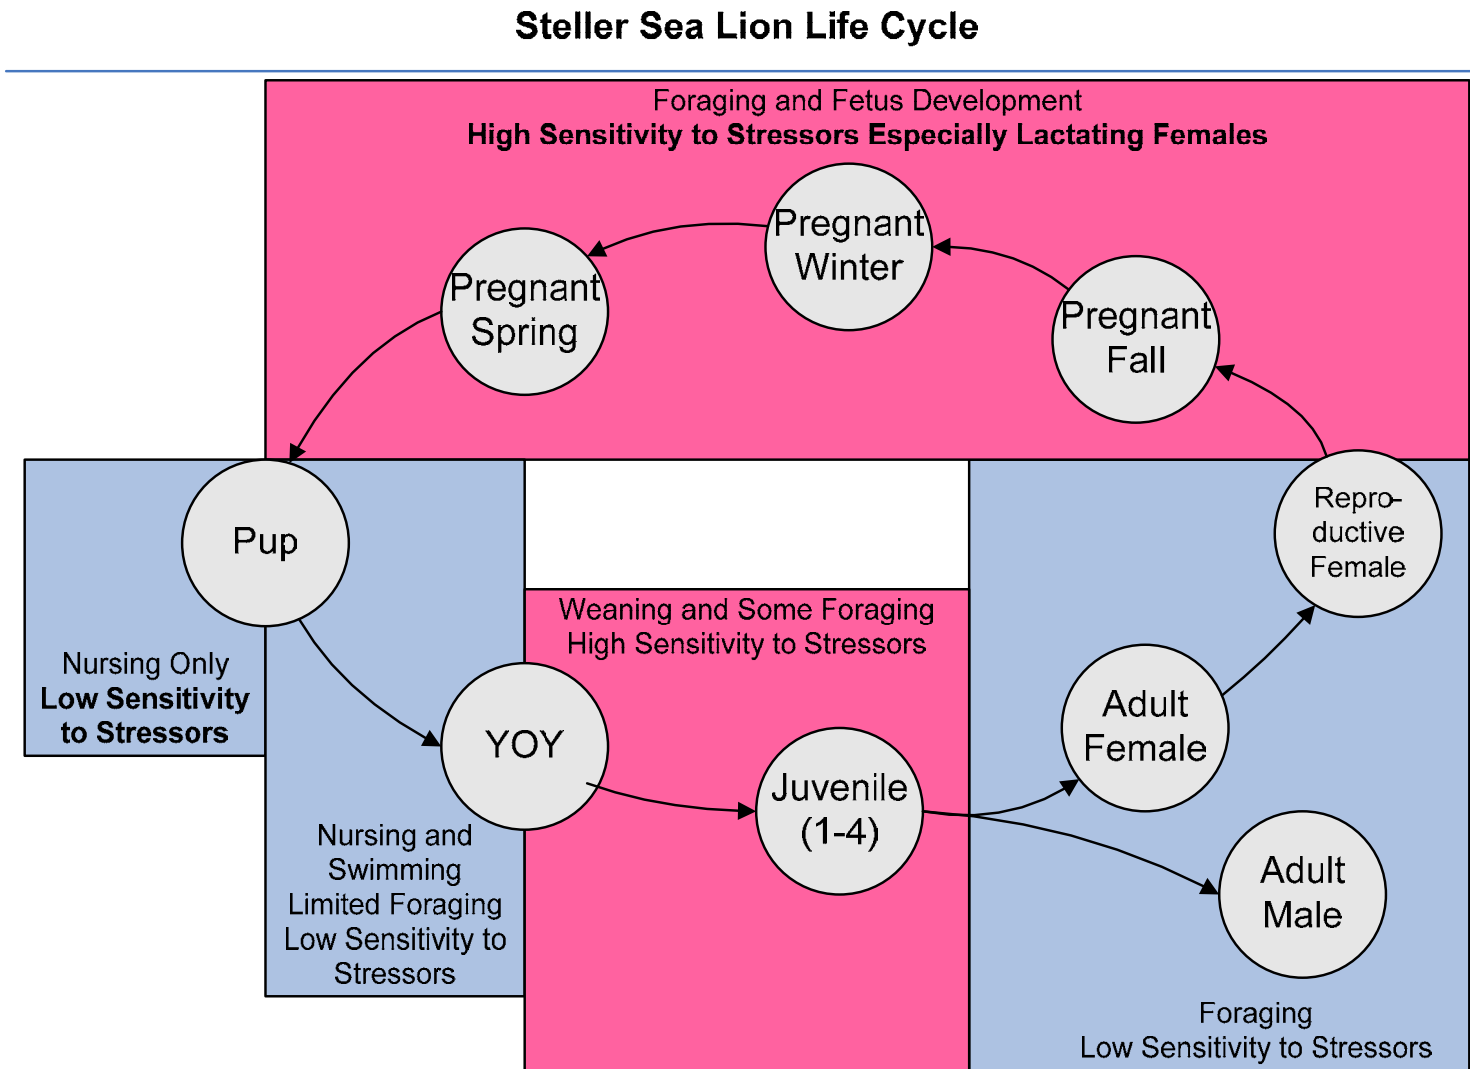 Steller Sea Lion Life Cycle
Foraging and Fetus Development
High Sensitivity to Stressors Especially Lactating Females
Pregnant
Winter
Pregnant
Spring
Pregnant
Fall
Pup
Repro-
ductive
Female
Nursing Only
Low Sensitivity
to Stressors
Weaning and Some Foraging
High Sensitivity to Stressors
YOY
Juvenile
(1-4)
Adult
Female
Adult
Male
Nursing and
Swimming
Limited Foraging
Low Sensitivity to
Stressors
Foraging
Low Sensitivity to Stressors